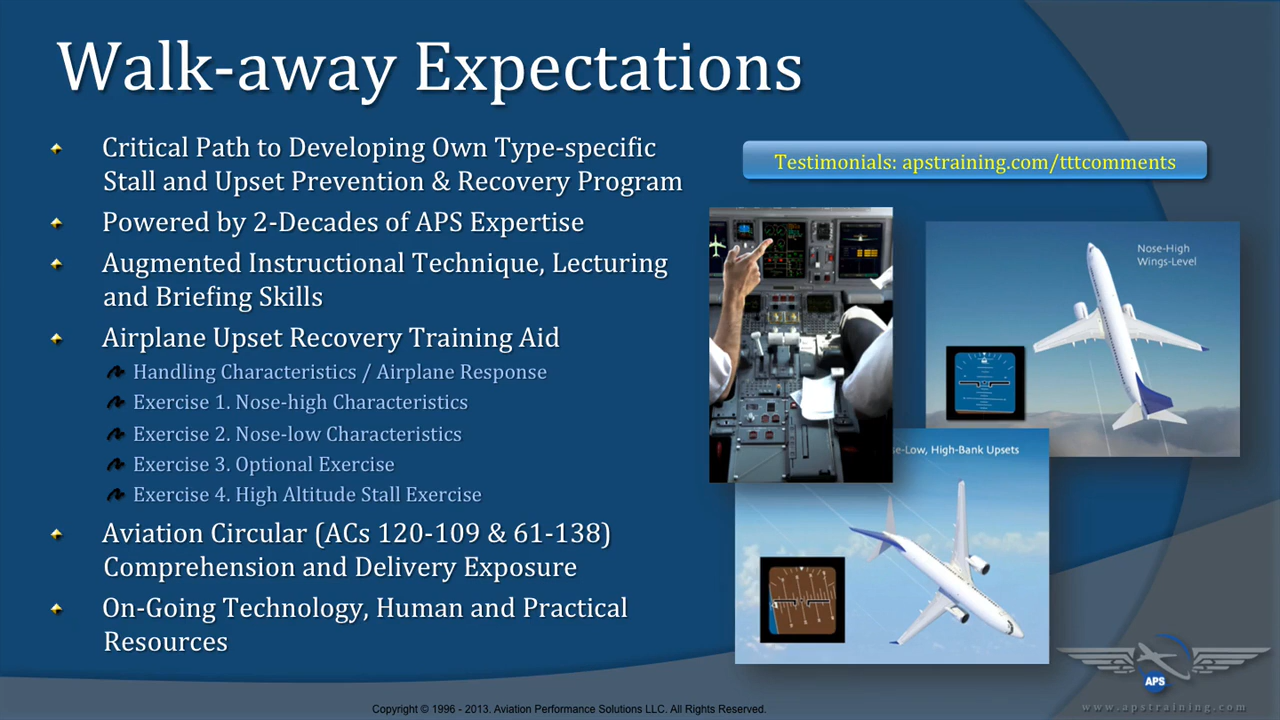 Walk-away Expectations
Critical Path to Developing Own Type-specific
Stall and Upset Prevention & Recovery Program
Powered by 2-Decades of APS Expertise
Augmented Instructional Technique, Lecturing
and Briefing Skills
Airplane Upset Recovery Training Aid
Handling Characteristics / Airplane Response
Exercise 1. Nose-high Characteristics
Exercise 2. Nose-low Characteristics
Exercise 3. Optional Exercise
Exercise 4. High Altitude Stall Exercise
Aviation Circular (ACs 120-109 & 61-138)
Comprehension and Delivery Exposure
On-Going Technology, Human and Practical
Resources
Testimonials: apstraining.com/tttcomments
Nose-High
Wings-Level
se-Low, High-Bank Upsets
APS
www.apstraining.com
Copyright © 1996 - 2013. Aviation Performance Solutions LLC. All Rights Reserved.